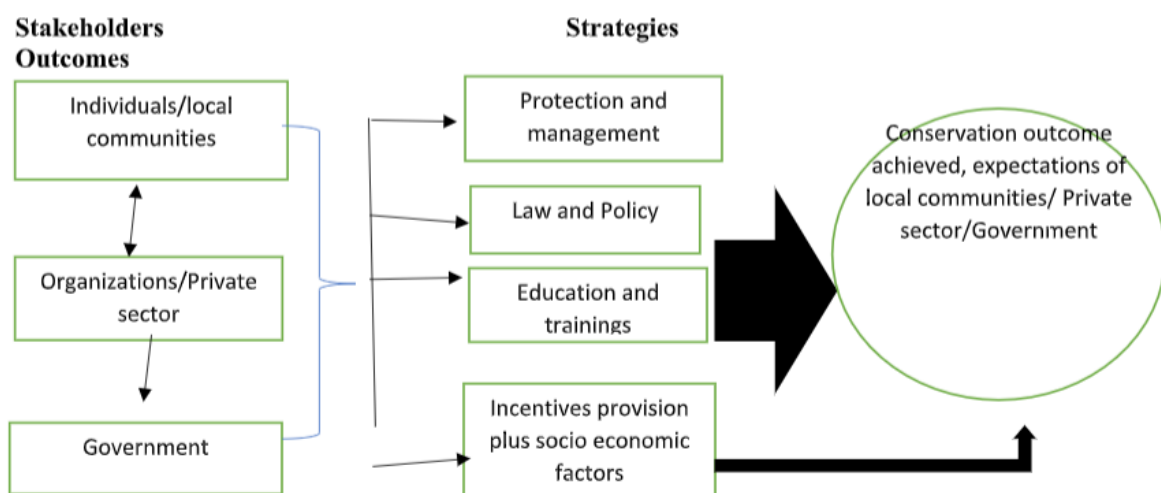 Stakeholders
Strategies
Outcomes
Individuals/local
communities
Organizations/Private
sector
Government
Protection and
management
Law and Policy
Education and
trainings
Incentives provision
plus socio economic
factors
Conservation outcome
achieved, expectations of
local communities/ Private
sector/Government